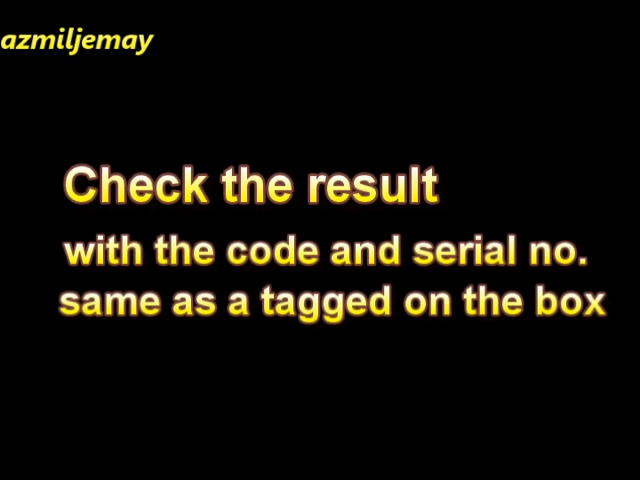 azmiljemay
Check the result
with the code and serial no.
same as a tagged on the box